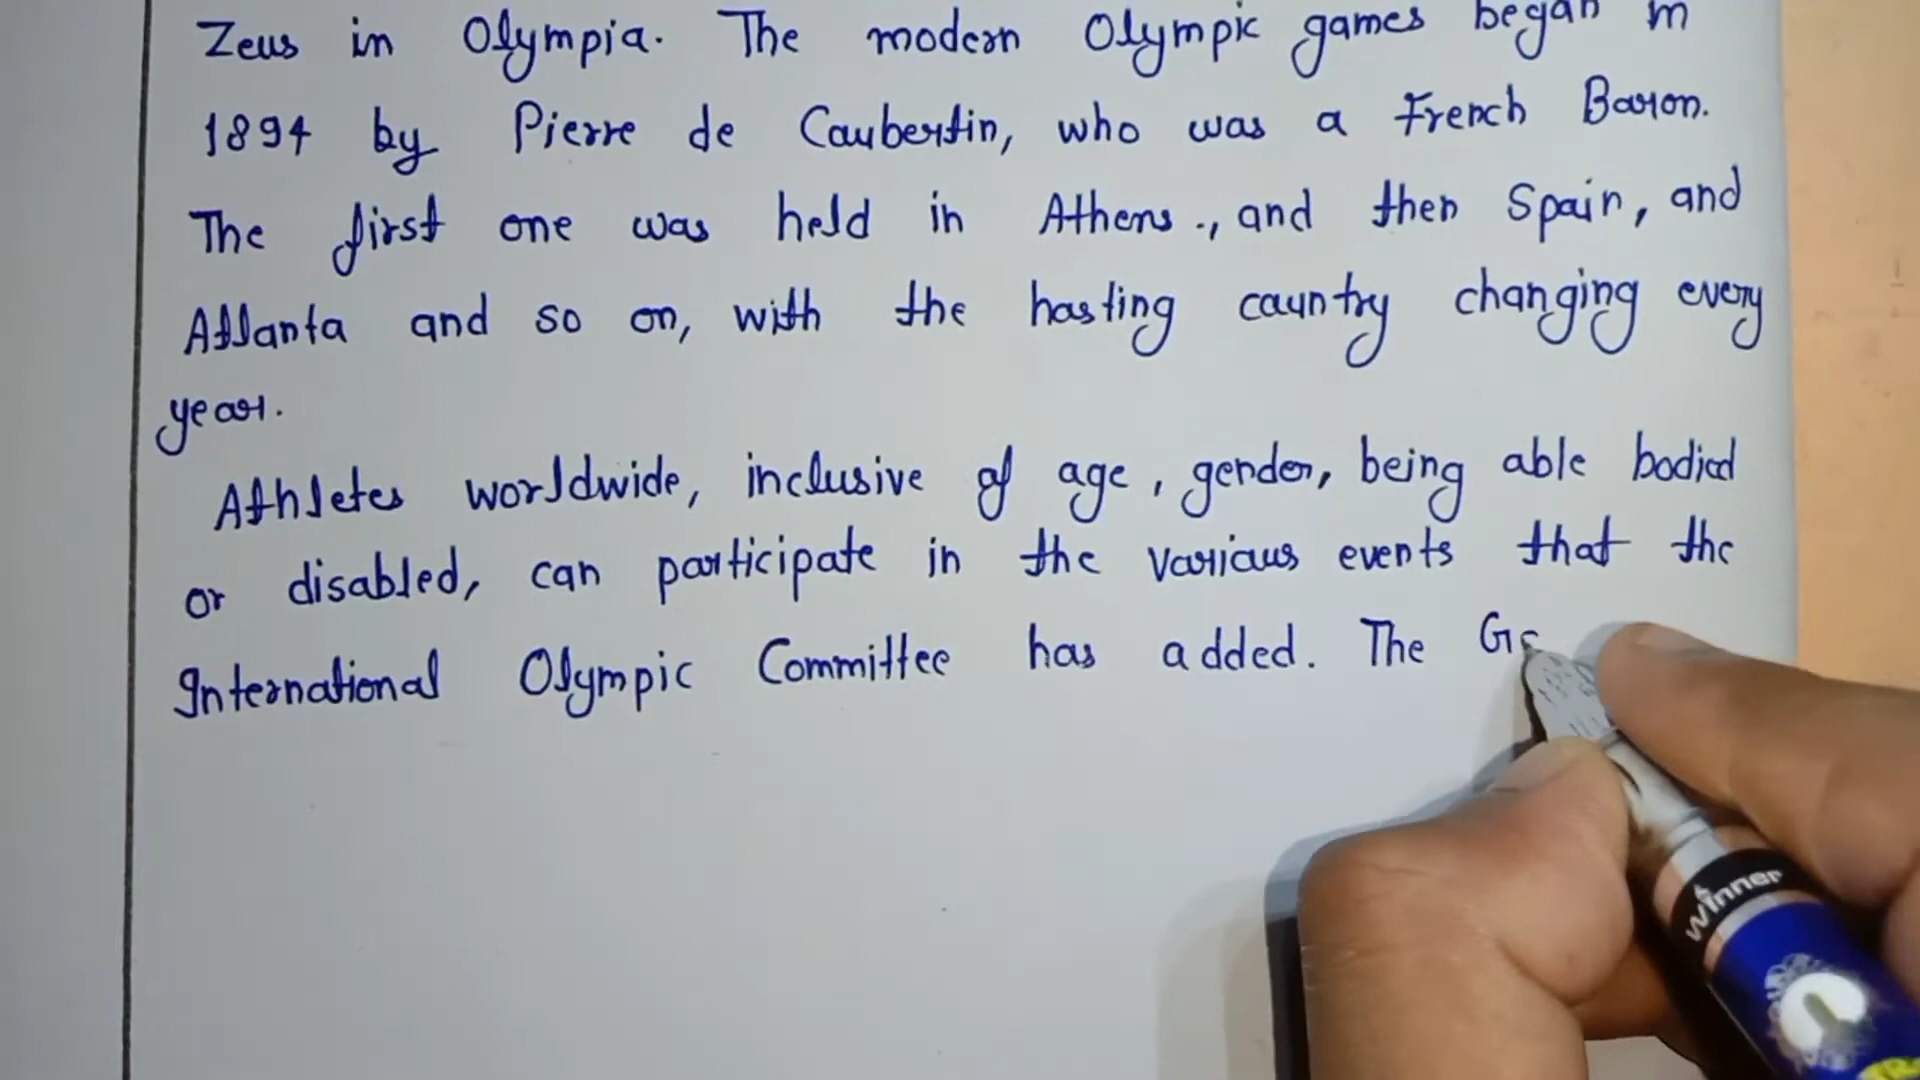 Zeus in Olympia. The modern Olympic games began in
1894 by Pierre de Coubertin, who was a French Baron.
The first one was held in Athens., and then Spain, and
Atlanta and so on, with the hosting country changing every
year.
Athletes worldwide, inclusive of age, gender, being able bodied
or disabled, can participate in the various events that the
International Olympic Committee has added. The
winner